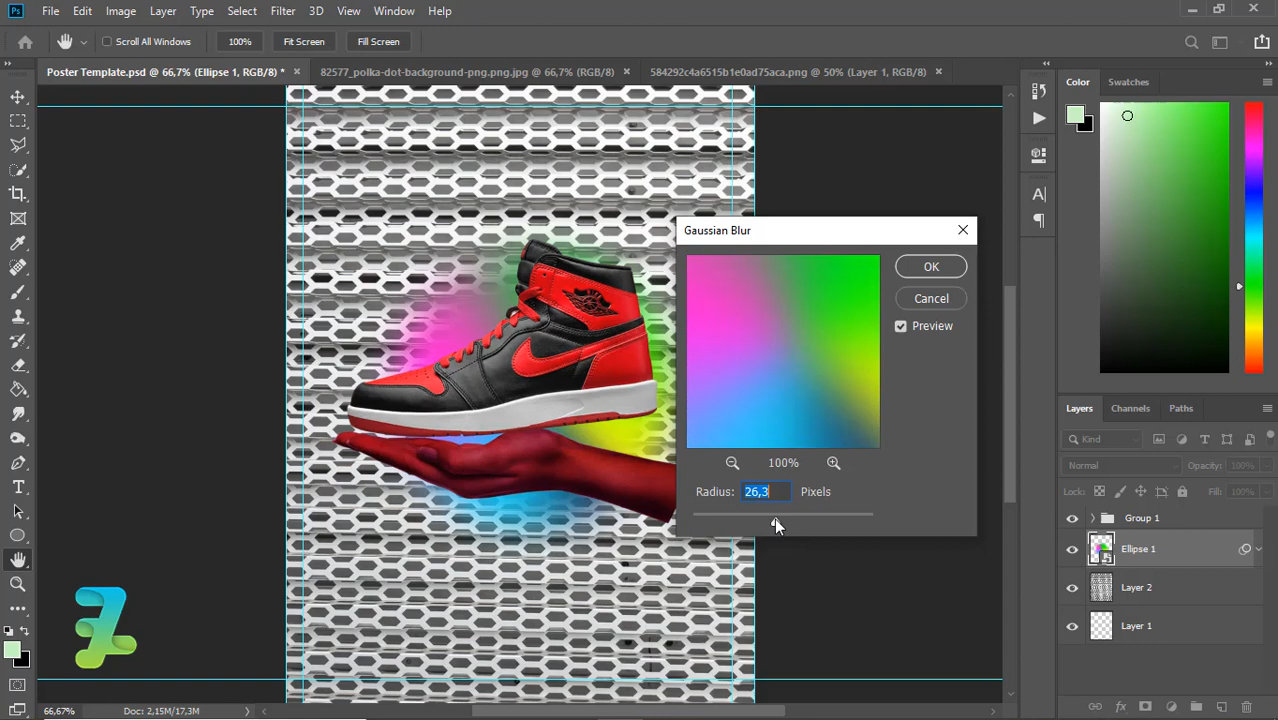 Ps File Edit Image Layer Type Select Filter 3D View Window Help
Scroll All Windows 100% Fit Screen Fill Screen
Poster Template.psd @ 66,7% (Ellipse 1, RGB/8) * × 82577_polka-dot-background-png.png.jpg @ 66,7% (RGB/8) × 584292c4a6515b1e0ad75aca.png @ 50% (Layer 1, RGB/8) ×
Color Swatches
Gaussian Blur
OK
Cancel
Preview
100%
Radius: 26,3 Pixels
Layers Channels Paths
Kind
Normal Opacity: 100%
Lock: Fill: 100%
Group 1
Ellipse 1
Layer 2
Layer 1
66,67% Doc: 2,15M/17,3M